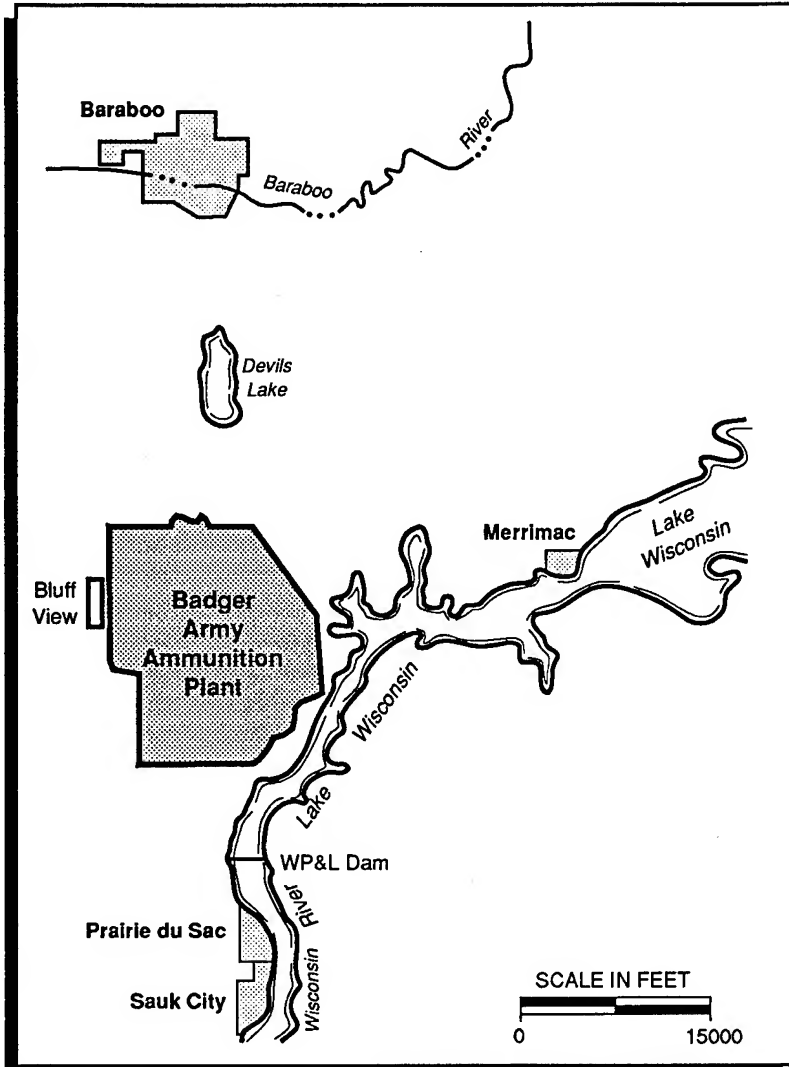 Baraboo
River
Baraboo
Devils
Lake
Merrimac
Lake
Wisconsin
Bluff
View
Badger
Army
Ammunition
Plant
Wisconsin
Lake
WP&L Dam
River
Prairie du Sac
Wisconsin
Sauk City
SCALE IN FEET
0 15000